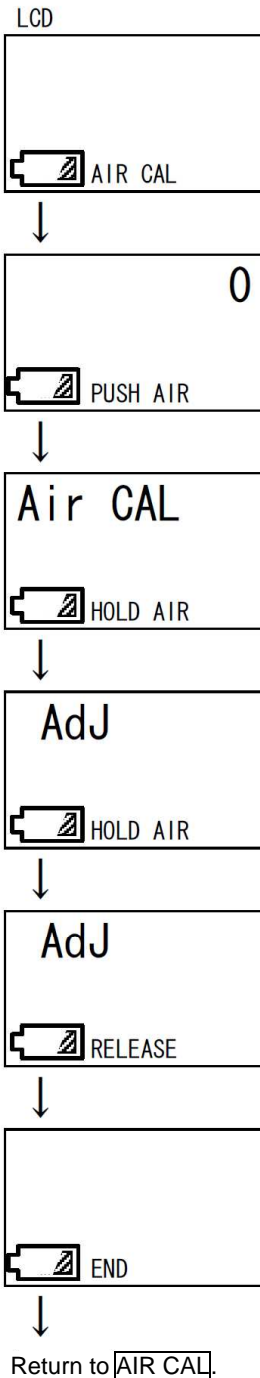 LCD
AIR CAL
↓
0
PUSH AIR
↓
Air CAL
HOLD AIR
↓
AdJ
HOLD AIR
↓
AdJ
RELEASE
↓
END
↓
Return to AIR CAL.